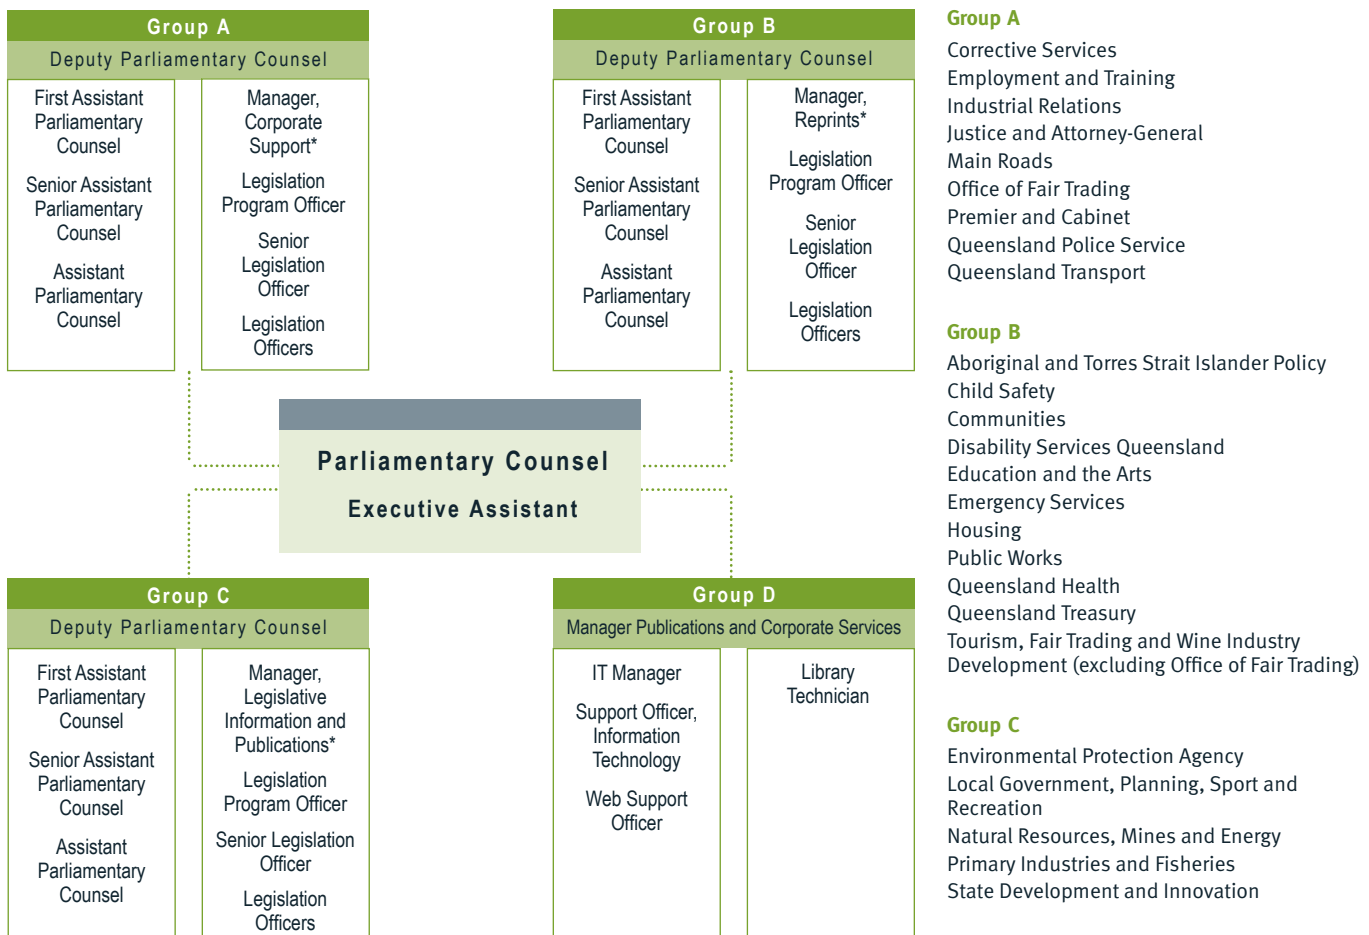 Group A
Deputy Parliamentary Counsel
First Assistant
Parliamentary
Counsel
Senior Assistant
Parliamentary
Counsel
Assistant
Parliamentary
Counsel
Manager,
Corporate
Support*
Legislation
Program Officer
Senior
Legislation
Officer
Legislation
Officers
Group B
Deputy Parliamentary Counsel
First Assistant
Parliamentary
Counsel
Senior Assistant
Parliamentary
Counsel
Assistant
Parliamentary
Counsel
Manager,
Reprints*
Legislation
Program Officer
Senior
Legislation
Officer
Legislation
Officers
Parliamentary Counsel
Executive Assistant
Group C
Deputy Parliamentary Counsel
First Assistant
Parliamentary
Counsel
Senior Assistant
Parliamentary
Counsel
Assistant
Parliamentary
Counsel
Manager,
Legislative
Information and
Publications*
Legislation
Program Officer
Senior Legislation
Officer
Legislation
Officers
Group D
Manager Publications and Corporate Services
IT Manager
Support Officer,
Information
Technology
Web Support
Officer
Library
Technician
Group A
Corrective Services
Employment and Training
Industrial Relations
Justice and Attorney-General
Main Roads
Office of Fair Trading
Premier and Cabinet
Queensland Police Service
Queensland Transport
Group B
Aboriginal and Torres Strait Islander Policy
Child Safety
Communities
Disability Services Queensland
Education and the Arts
Emergency Services
Housing
Public Works
Queensland Health
Queensland Treasury
Tourism, Fair Trading and Wine Industry
Development (excluding Office of Fair Trading)
Group C
Environmental Protection Agency
Local Government, Planning, Sport and
Recreation
Natural Resources, Mines and Energy
Primary Industries and Fisheries
State Development and Innovation